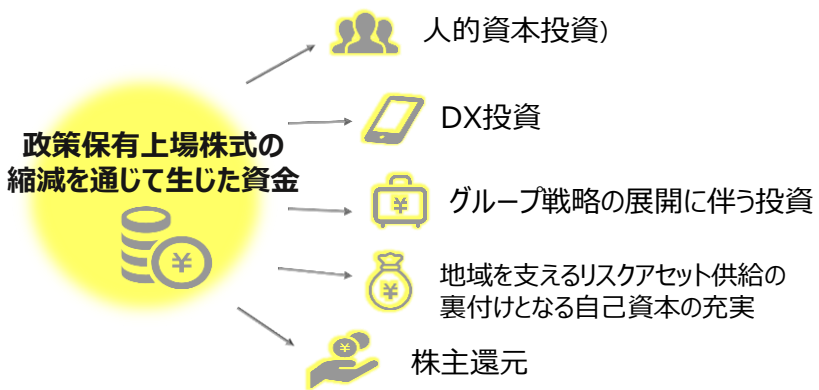 人的資本投資)
DX投資
政策保有上場株式の
縮減を通じて生じた資金
¥
グループ戦略の展開に伴う投資
¥
地域を支えるリスクアセット供給の
裏付けとなる自己資本の充実
¥
株主還元
¥